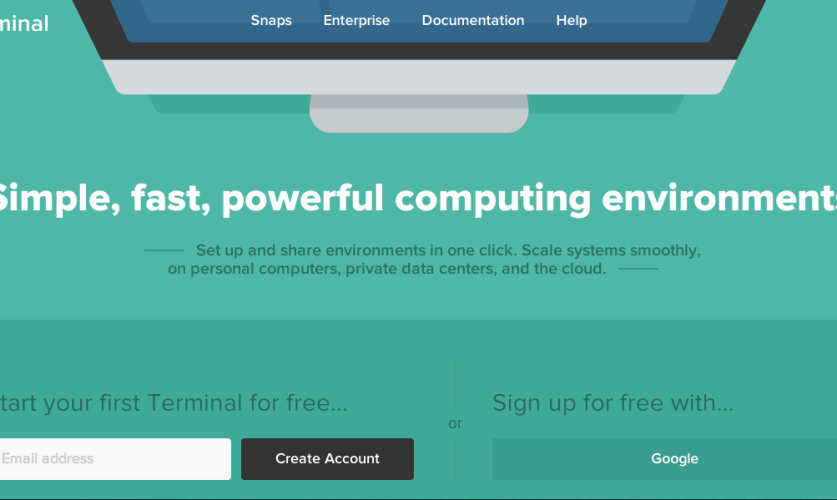 minal
Snaps Enterprise Documentation Help
Simple, fast, powerful computing environments
Set up and share environments in one click. Scale systems smoothly,
on personal computers, private data centers, and the cloud.
tart your first Terminal for free...
or
Sign up for free with...
Email address
Create Account
Google